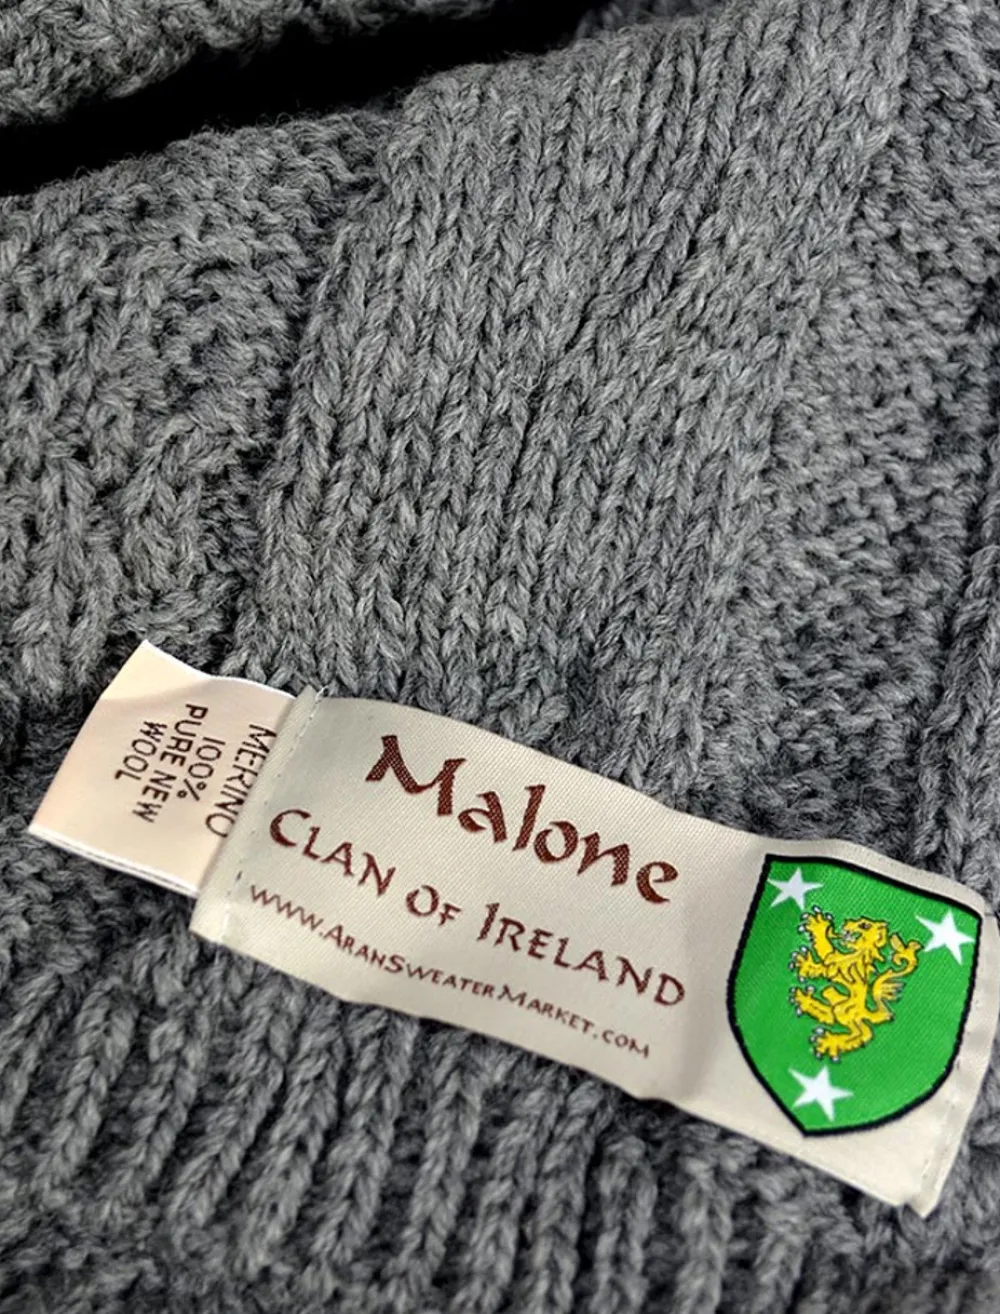 MERINO
100%
PURE NEW
WOOL
Malone
CLAN OF IRELAND
WWW.ARANSWEATERMARKET.COM